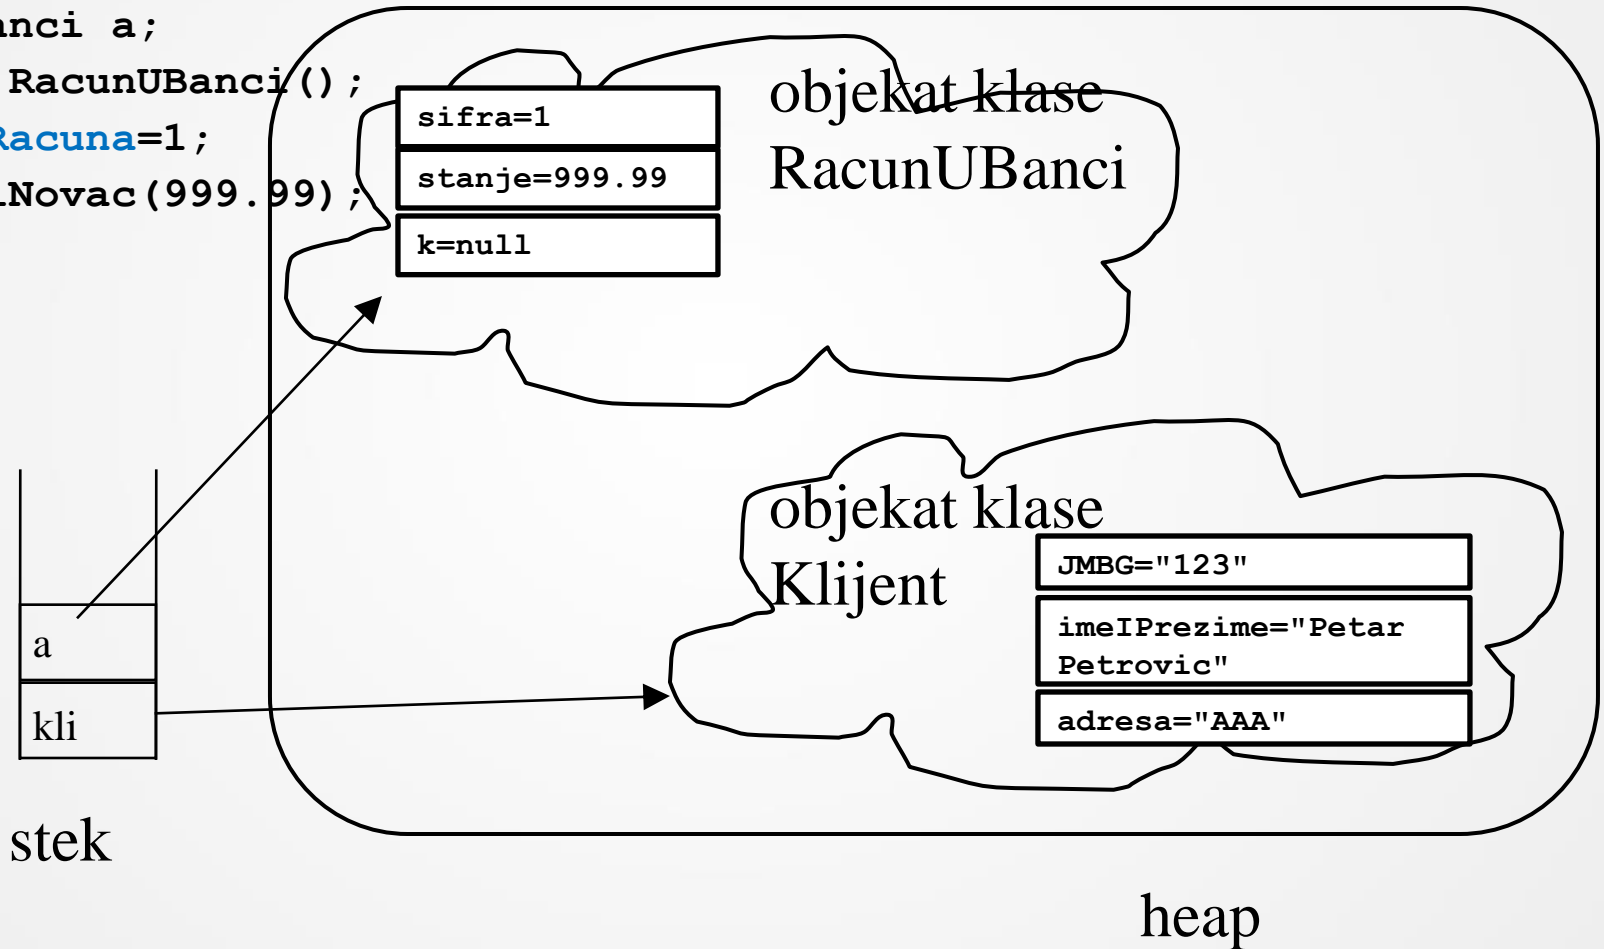 anci a;
RacunUBanci();
Racuna=1;
Novac(999.99);
sifra=1
stanje=999.99
k=null
objekat klase
RacunUBanci
objekat klase
Klijent
JMBG="123"
imeIPrezime="Petar
Petrovic"
adresa="AAA"
a
kli
stek
heap